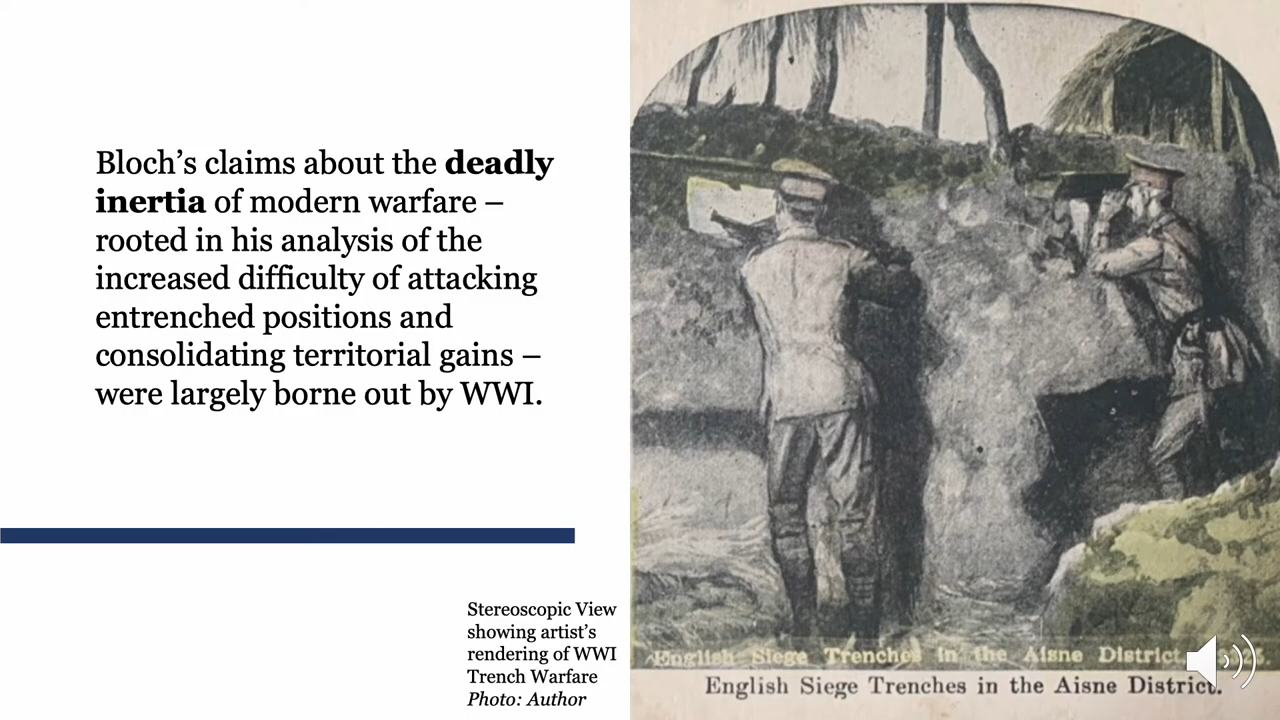 Bloch’s claims about the deadly
inertia of modern warfare –
rooted in his analysis of the
increased difficulty of attacking
entrenched positions and
consolidating territorial gains –
were largely borne out by WWI.
Stereoscopic View
showing artist’s
rendering of WWI
Trench Warfare
Photo: Author
English Siege Trenches in the Aisne District.
English Siege Trenches in the Aisne District.